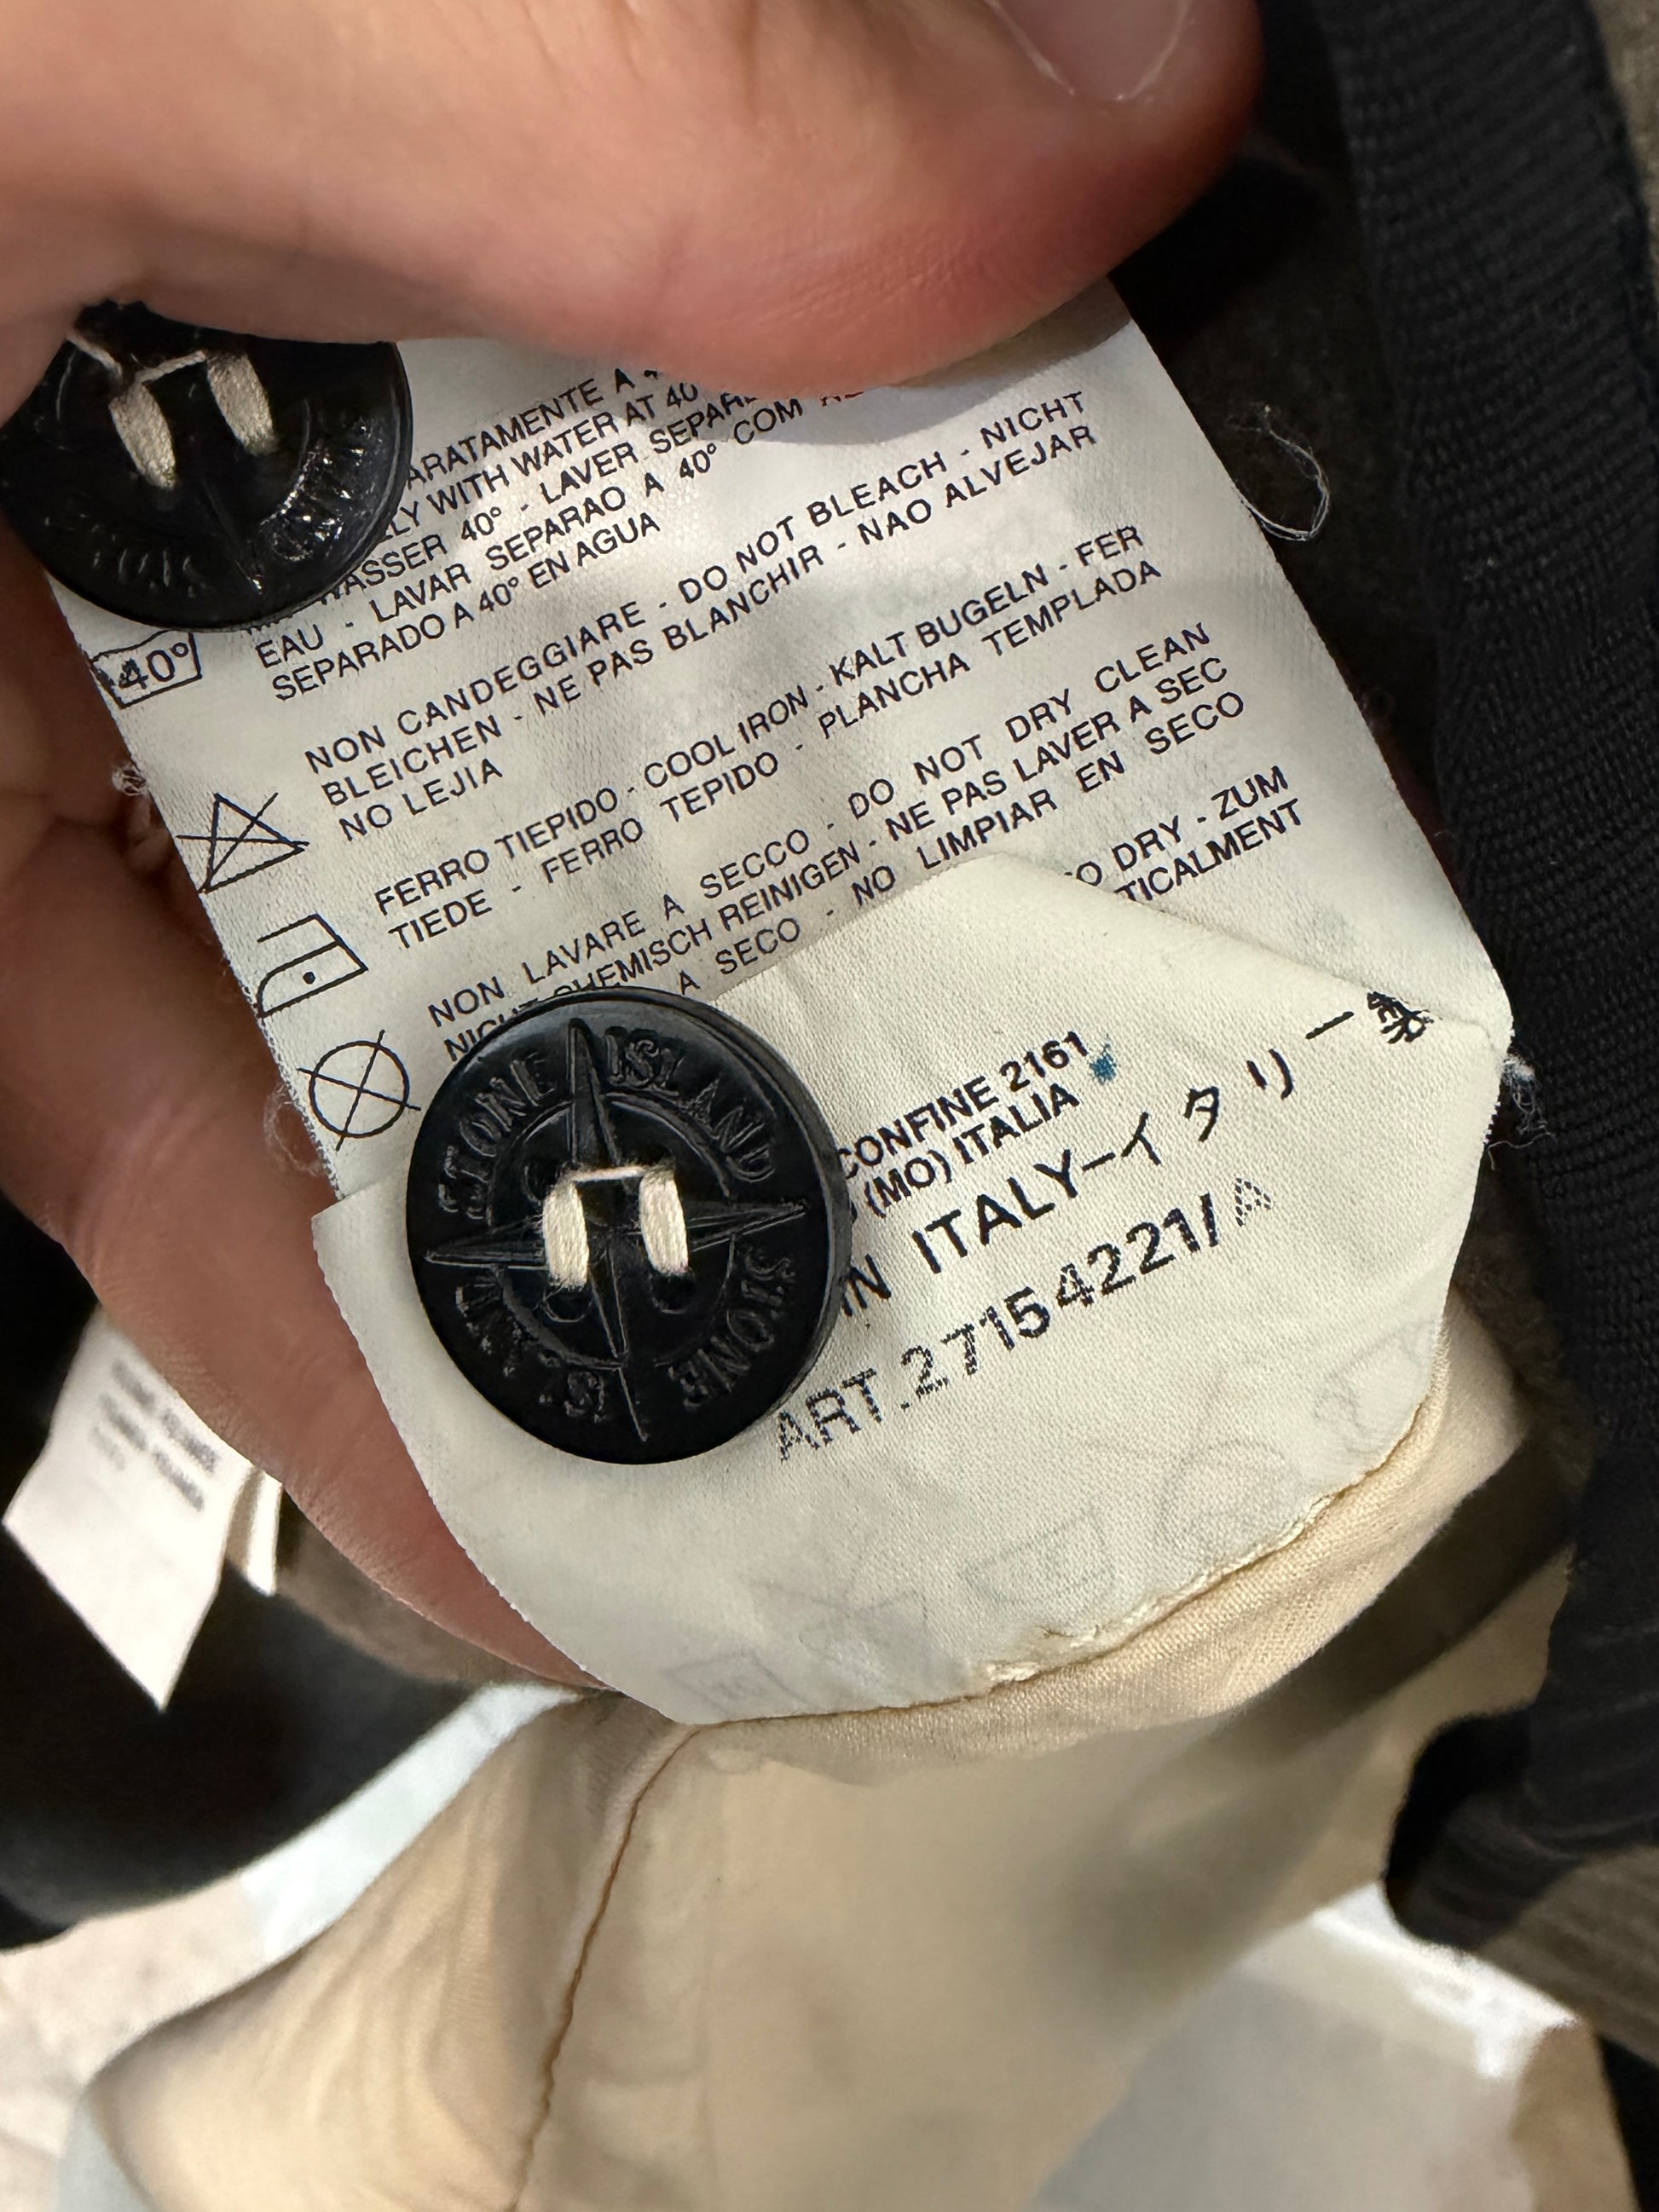 ARATAMENTE A
LY WITH WATER AT 40
WASSER 40° - LAVER SEPARE
EAU - LAVAR SEPARAO A 40° COM
SEPARADO A 40° EN AGUA
40°
NON CANDEGGIARE - DO NOT BLEACH - NICHT
BLEICHEN - NE PAS BLANCHIR - NAO ALVEJAR
NO LEJIA
FERRO TIEPIDO - COOL IRON - KALT BUGELN - FER
TIEDE - FERRO TEPIDO - PLANCHA TEMPLADA
NON LAVARE A SECCO - DO NOT DRY CLEAN
NICHT CHEMISCH REINIGEN - NE PAS LAVER A SEC
A SECO - NO LIMPIAR EN SECO
O DRY - ZUM
TICALMENT
STONE ISLAND
STONE ISLAND
CONFINE 2161
(MO) ITALIA
IN ITALY-イタリー製
ART.27154221/A